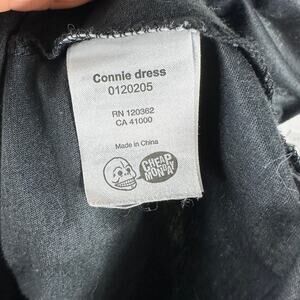 Connie dress
0120205
RN 120362
CA 41000
Made in China
CHEAP
MONDAY